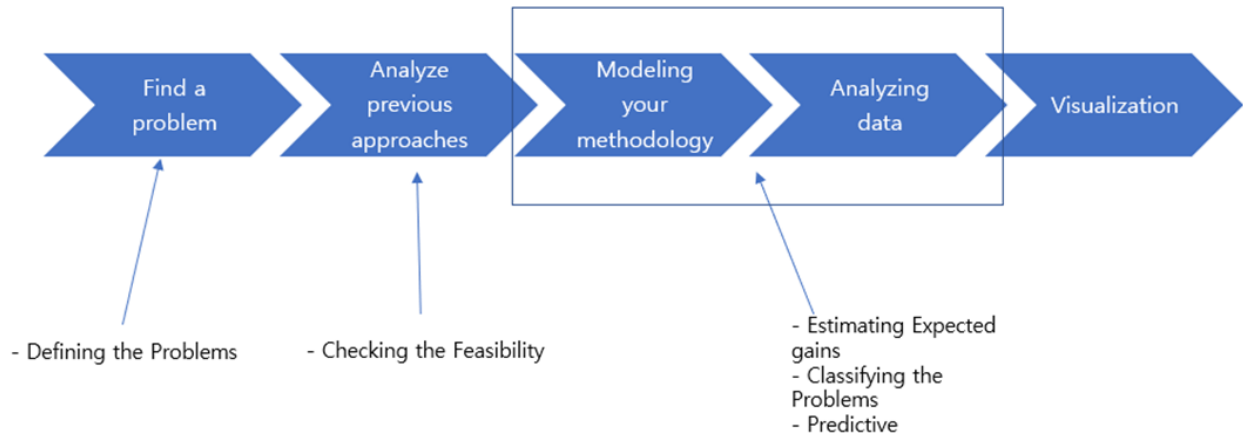 Find a
problem
Analyze
previous
approaches
Modeling
your
methodology
Analyzing
data
Visualization
- Defining the Problems
- Checking the Feasibility
- Estimating Expected
gains
- Classifying the
Problems
- Predictive